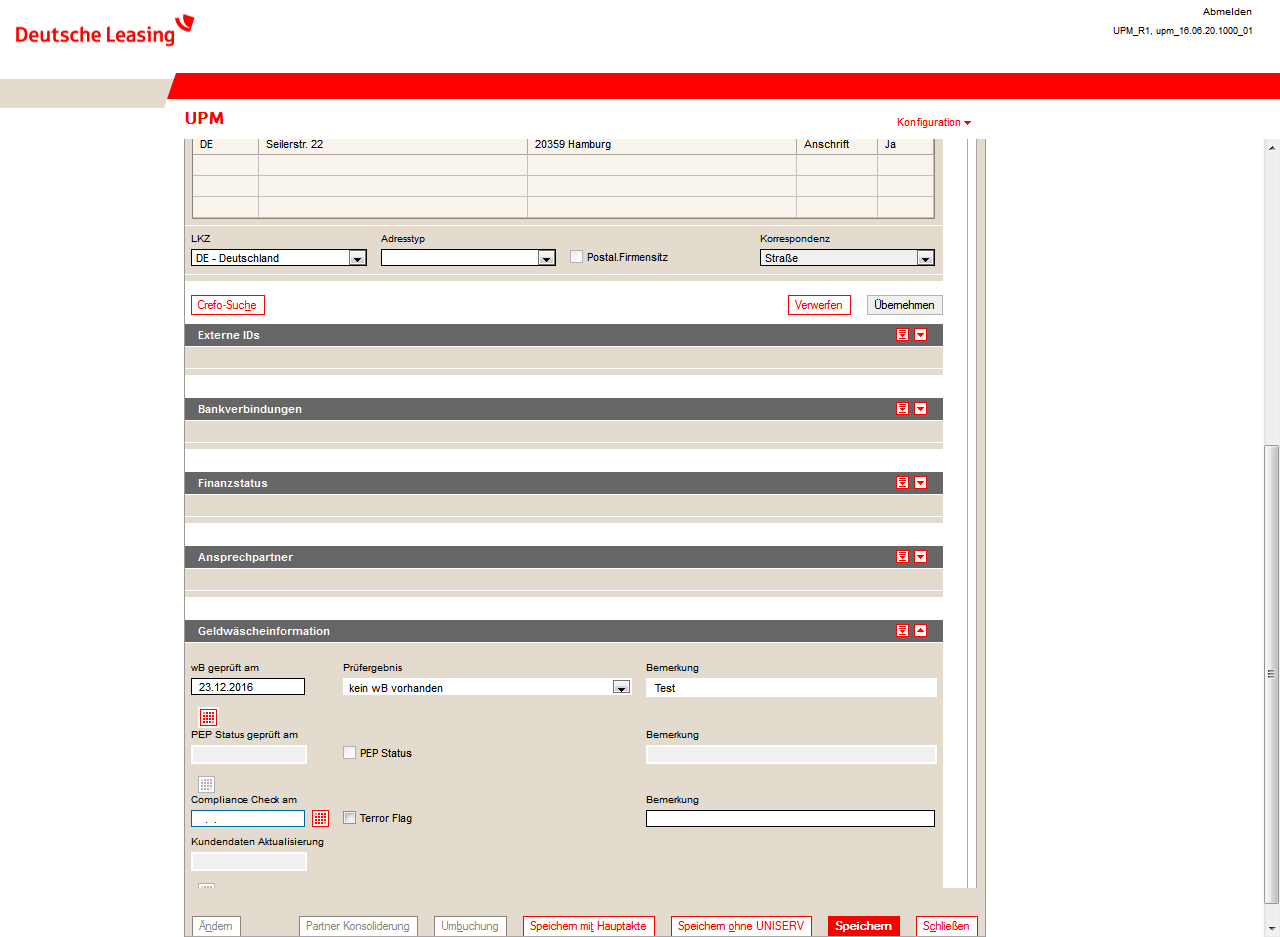 Deutsche Leasing
Abmelden
UPM_R1, upm_16.06.20.1000_01
UPM
Konfiguration
DE Seilerstr. 22 20359 Hamburg Anschrift Ja
LKZ Adresstyp Korrespondenz
DE - Deutschland Postal.Firmensitz Straße
Crefo-Suche Verwerfen Übernehmen
Externe IDs
Bankverbindungen
Finanzstatus
Ansprechpartner
Geldwäscheinformation
wB geprüft am Prüfergebnis Bemerkung
23.12.2016 kein wB vorhanden Test
PEP Status geprüft am Bemerkung
PEP Status
Compliance Check am Bemerkung
. . Terror Flag
Kundendaten Aktualisierung
Ändern Partner Konsolidierung Umbuchung Speichern mit Hauptakte Speichern ohne UNISERV Speichern Schließen